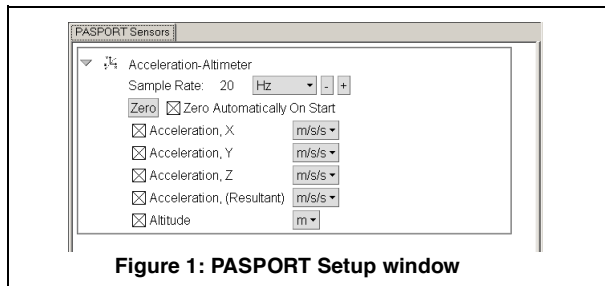 PASPORT Sensors
Acceleration-Altimeter
Sample Rate: 20 Hz - +
Zero Zero Automatically On Start
Acceleration, X m/s/s
Acceleration, Y m/s/s
Acceleration, Z m/s/s
Acceleration, (Resultant) m/s/s
Altitude m
Figure 1: PASPORT Setup window